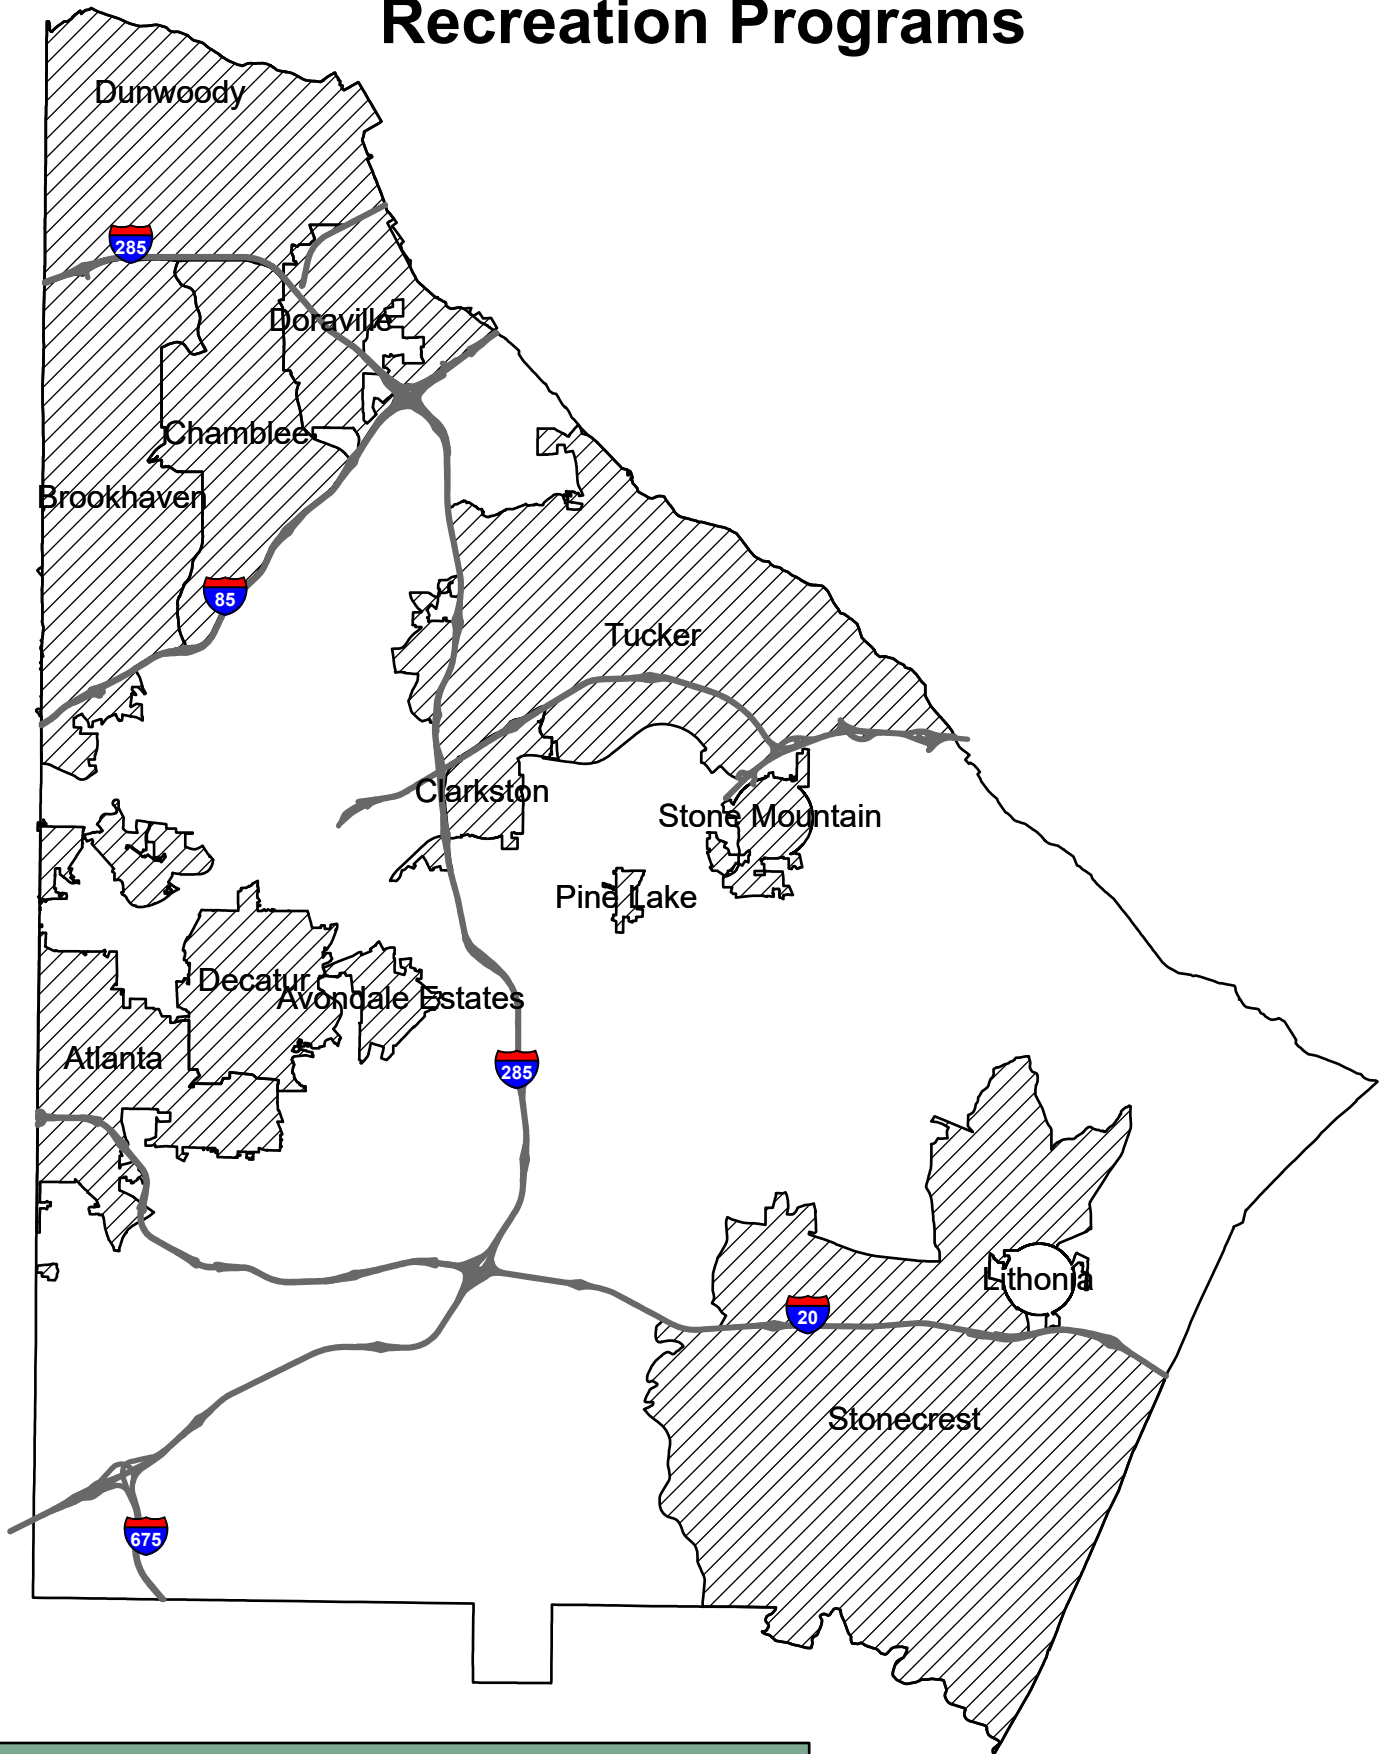 Recreation Programs
Dunwoody
285
Doraville
Chamblee
Brookhaven
85
Tucker
Clarkston
Stone Mountain
Pine Lake
Decatur
Avondale Estates
Atlanta
285
Lithonia
20
Stonecrest
675